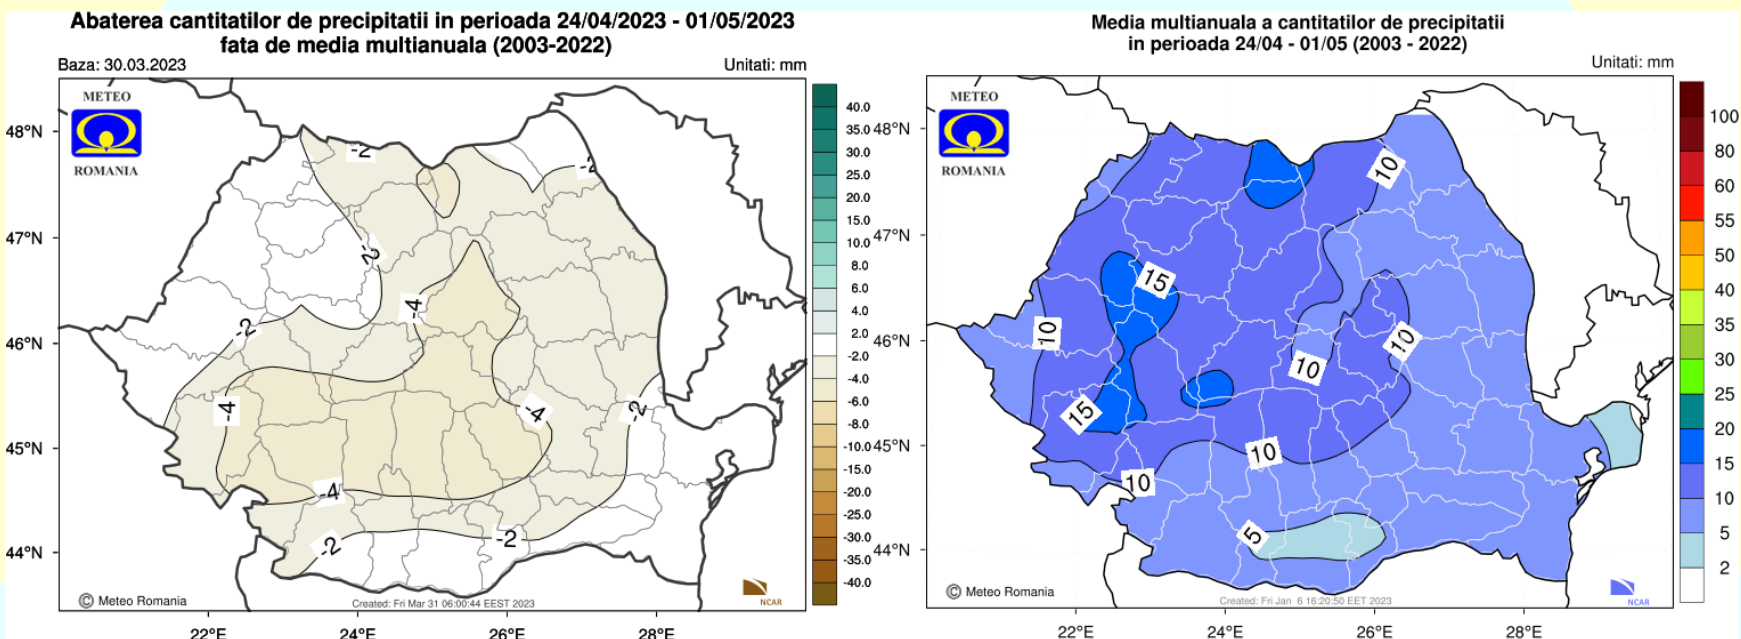 Abaterea cantitatilor de precipitatii in perioada 24/04/2023 - 01/05/2023
fata de media multianuala (2003-2022)
Baza: 30.03.2023
Unitati: mm
METEO
ROMANIA
48°N
47°N
46°N
45°N
44°N
-2
-2
-2
-2
-4
-4
-4
-2
-4
-2
-2
40.0
35.0
30.0
25.0
20.0
15.0
10.0
8.0
6.0
4.0
2.0
-2.0
-4.0
-6.0
-8.0
-10.0
-15.0
-20.0
-25.0
-30.0
-35.0
-40.0
© Meteo Romania
Created: Fri Mar 31 06:00:44 EEST 2023
NCAR
22°E
24°E
26°E
28°E
Media multianuala a cantitatilor de precipitatii
in perioada 24/04 - 01/05 (2003 - 2022)
Unitati: mm
METEO
ROMANIA
48°N
47°N
46°N
45°N
44°N
10
15
10
10
10
15
10
10
5
100
80
60
55
50
40
35
30
25
20
15
10
5
2
© Meteo Romania
Created: Fri Jan 6 16:20:50 EET 2023
NCAR
22°E
24°E
26°E
28°E